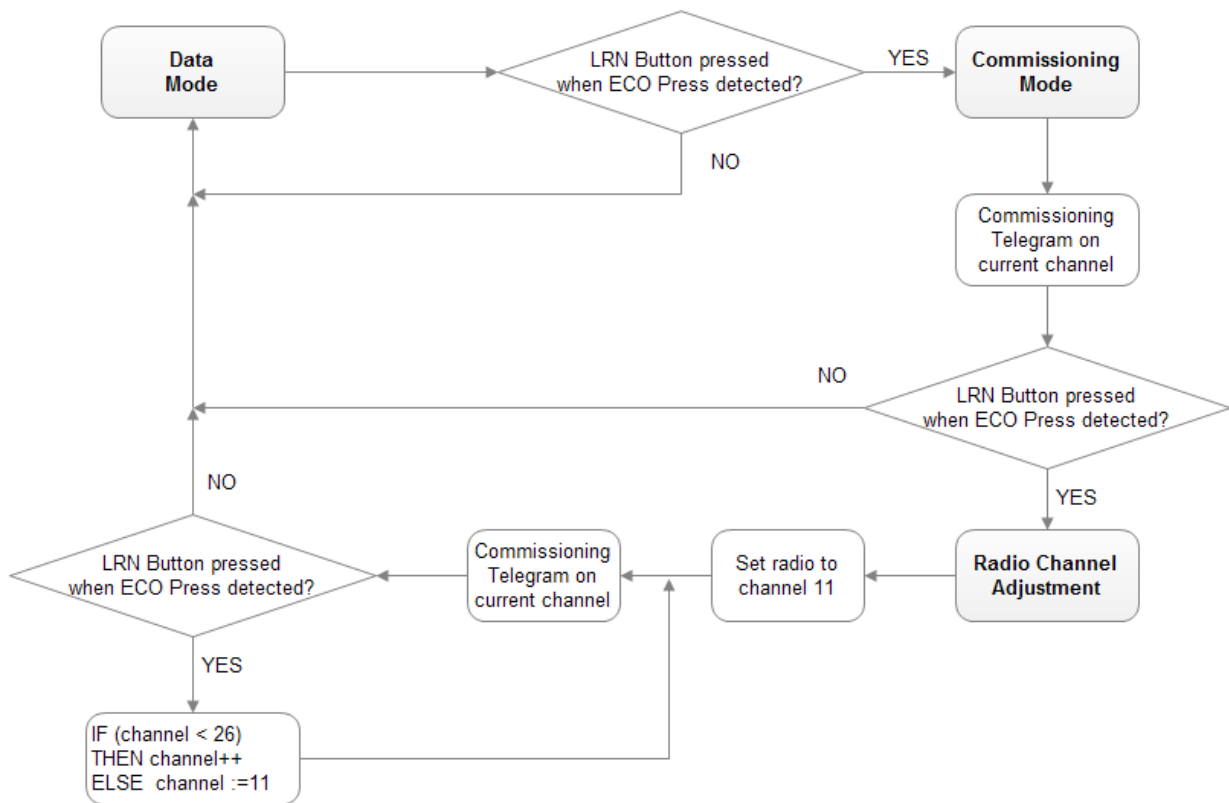 Data
Mode
LRN Button pressed
when ECO Press detected?
YES
Commissioning
Mode
NO
Commissioning
Telegram on
current channel
NO
LRN Button pressed
when ECO Press detected?
YES
NO
LRN Button pressed
when ECO Press detected?
Commissioning
Telegram on
current channel
Set radio to
channel 11
Radio Channel
Adjustment
YES
IF (channel < 26)
THEN channel++
ELSE  channel :=11